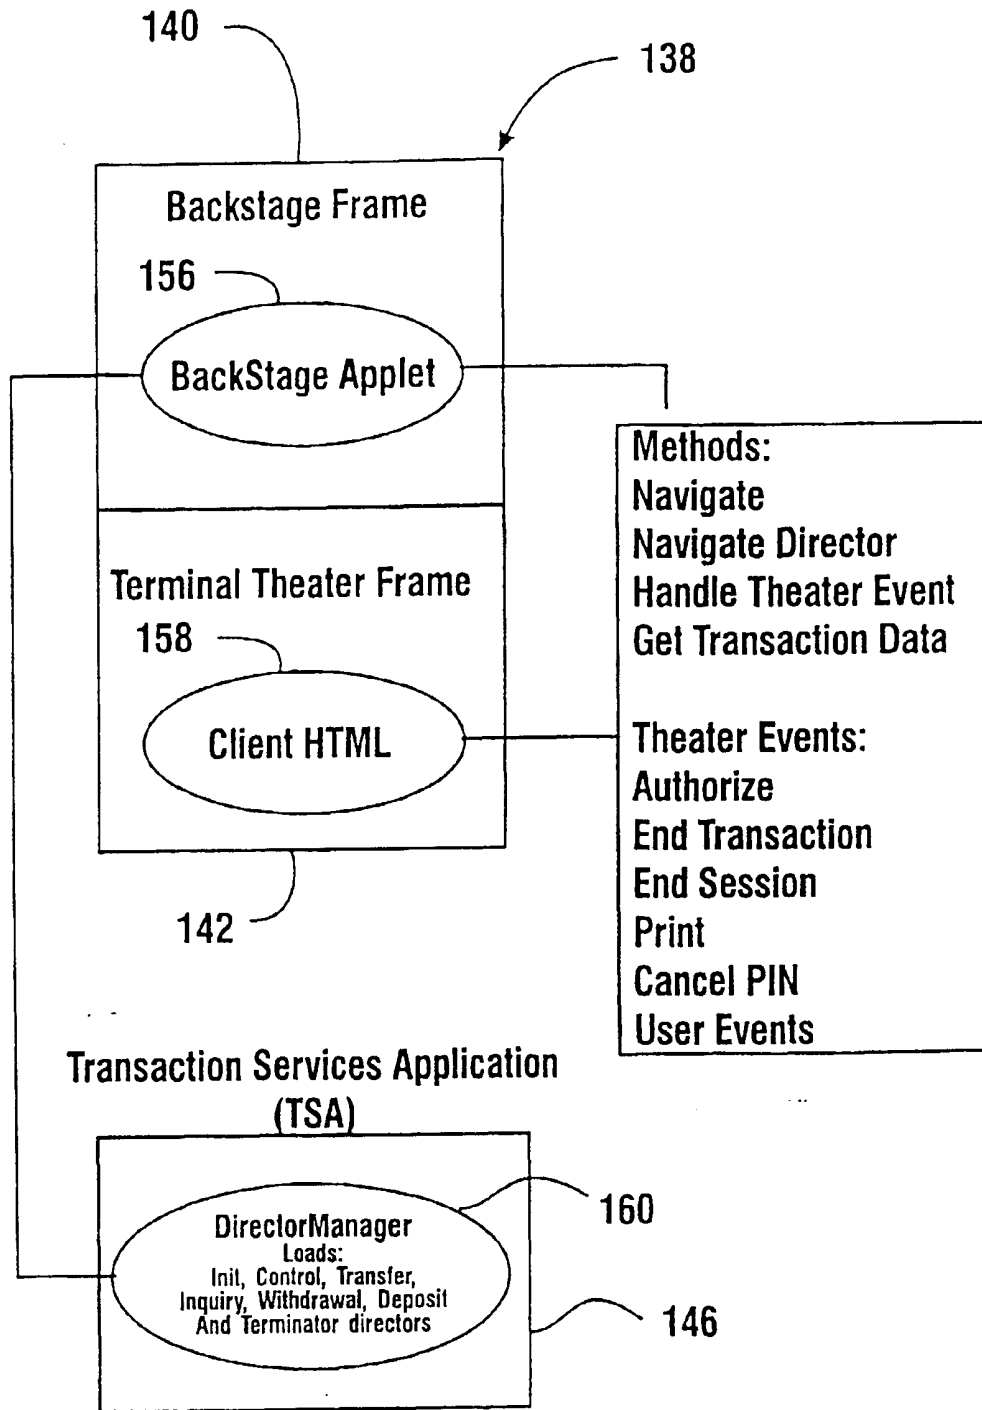 140
138
Backstage Frame
156
BackStage Applet
Methods:
Navigate
Navigate Director
Handle Theater Event
Get Transaction Data
Terminal Theater Frame
158
Client HTML
Theater Events:
Authorize
End Transaction
End Session
Print
Cancel PIN
User Events
142
Transaction Services Application
(TSA)
160
DirectorManager
Loads:
Init, Control, Transfer,
Inquiry, Withdrawal, Deposit
And Terminator directors
146